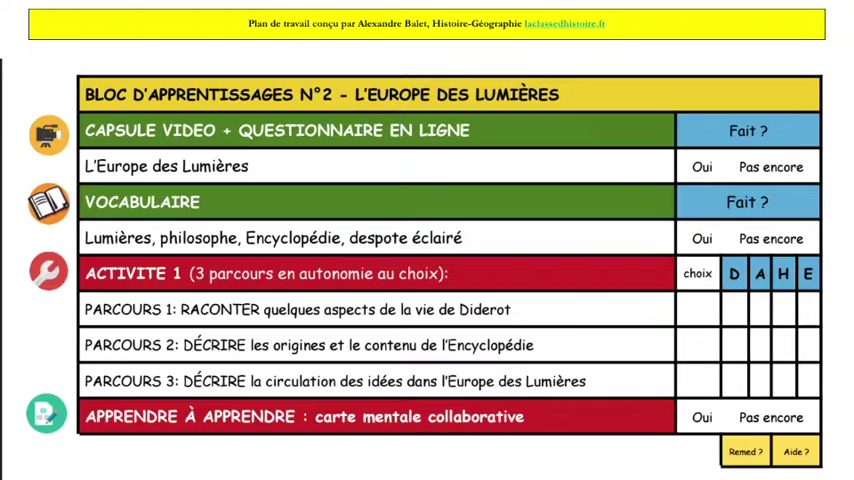 Plan de travail conçu par Alexandre Balet, Histoire-Géographie laclassedhistoire.fr
BLOC D'APPRENTISSAGES N°2 - L'EUROPE DES LUMIÈRES
CAPSULE VIDEO + QUESTIONNAIRE EN LIGNE Fait ?
L'Europe des Lumières Oui Pas encore
VOCABULAIRE Fait ?
Lumières, philosophe, Encyclopédie, despote éclairé Oui Pas encore
ACTIVITE 1 (3 parcours en autonomie au choix): choix D A H E
PARCOURS 1: RACONTER quelques aspects de la vie de Diderot
PARCOURS 2: DÉCRIRE les origines et le contenu de l'Encyclopédie
PARCOURS 3: DÉCRIRE la circulation des idées dans l'Europe des Lumières
APPRENDRE À APPRENDRE : carte mentale collaborative Oui Pas encore
Remed ? Aide ?